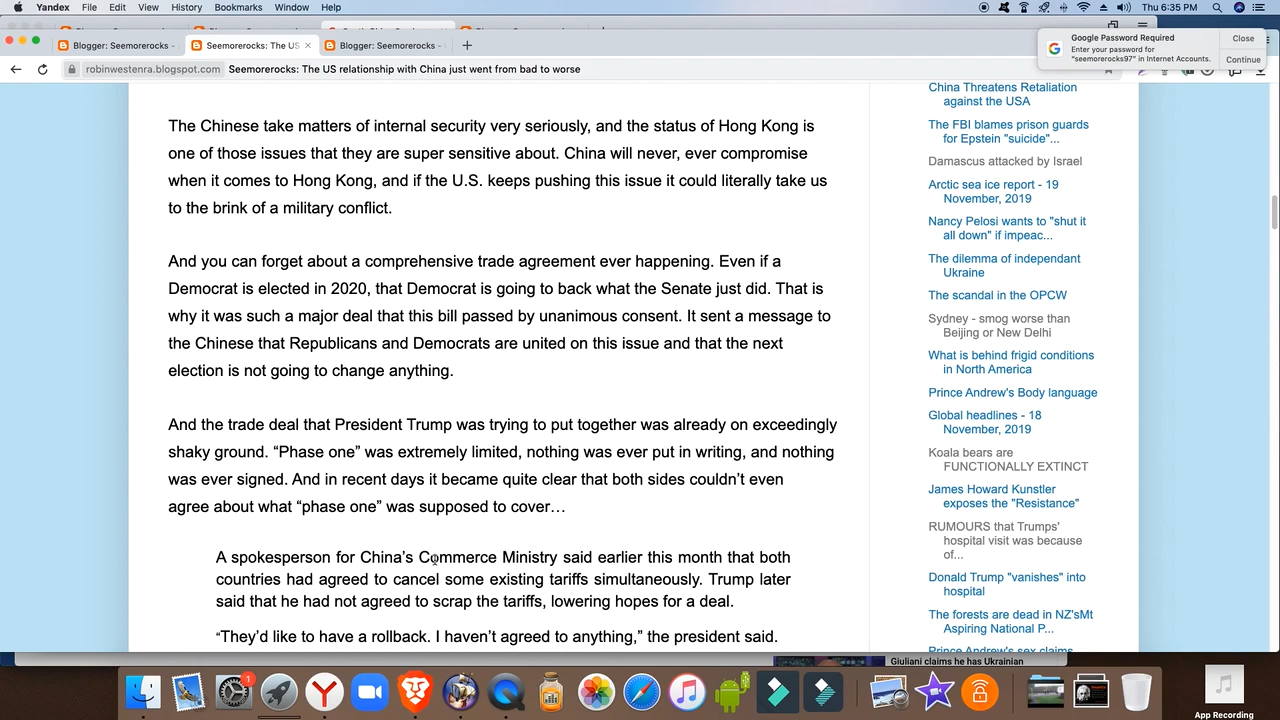 Yandex File Edit View History Bookmarks Window Help
Thu 6:35 PM
Blogger: Seemorerocks -
Seemorerocks: The US
Blogger: Seemorerocks -
Google Password Required
Enter your password for
"seemorerocks97" in Internet Accounts.
Close
Continue
robinwestenra.blogspot.com Seemorerocks: The US relationship with China just went from bad to worse
The Chinese take matters of internal security very seriously, and the status of Hong Kong is
one of those issues that they are super sensitive about. China will never, ever compromise
when it comes to Hong Kong, and if the U.S. keeps pushing this issue it could literally take us
to the brink of a military conflict.
And you can forget about a comprehensive trade agreement ever happening. Even if a
Democrat is elected in 2020, that Democrat is going to back what the Senate just did. That is
why it was such a major deal that this bill passed by unanimous consent. It sent a message to
the Chinese that Republicans and Democrats are united on this issue and that the next
election is not going to change anything.
And the trade deal that President Trump was trying to put together was already on exceedingly
shaky ground. “Phase one” was extremely limited, nothing was ever put in writing, and nothing
was ever signed. And in recent days it became quite clear that both sides couldn’t even
agree about what “phase one” was supposed to cover…
A spokesperson for China’s Commerce Ministry said earlier this month that both
countries had agreed to cancel some existing tariffs simultaneously. Trump later
said that he had not agreed to scrap the tariffs, lowering hopes for a deal.
“They’d like to have a rollback. I haven’t agreed to anything,” the president said.
China Threatens Retaliation
against the USA
The FBI blames prison guards
for Epstein "suicide"...
Damascus attacked by Israel
Arctic sea ice report - 19
November, 2019
Nancy Pelosi wants to "shut it
all down" if impeac...
The dilemma of independant
Ukraine
The scandal in the OPCW
Sydney - smog worse than
Beijing or New Delhi
What is behind frigid conditions
in North America
Prince Andrew's Body language
Global headlines - 18
November, 2019
Koala bears are
FUNCTIONALLY EXTINCT
James Howard Kunstler
exposes the "Resistance"
RUMOURS that Trumps'
hospital visit was because
of...
Donald Trump "vanishes" into
hospital
The forests are dead in NZ'sMt
Aspiring National P...
Prince Andrew's sex claims
Giuliani claims he has Ukrainian
1
App Recording